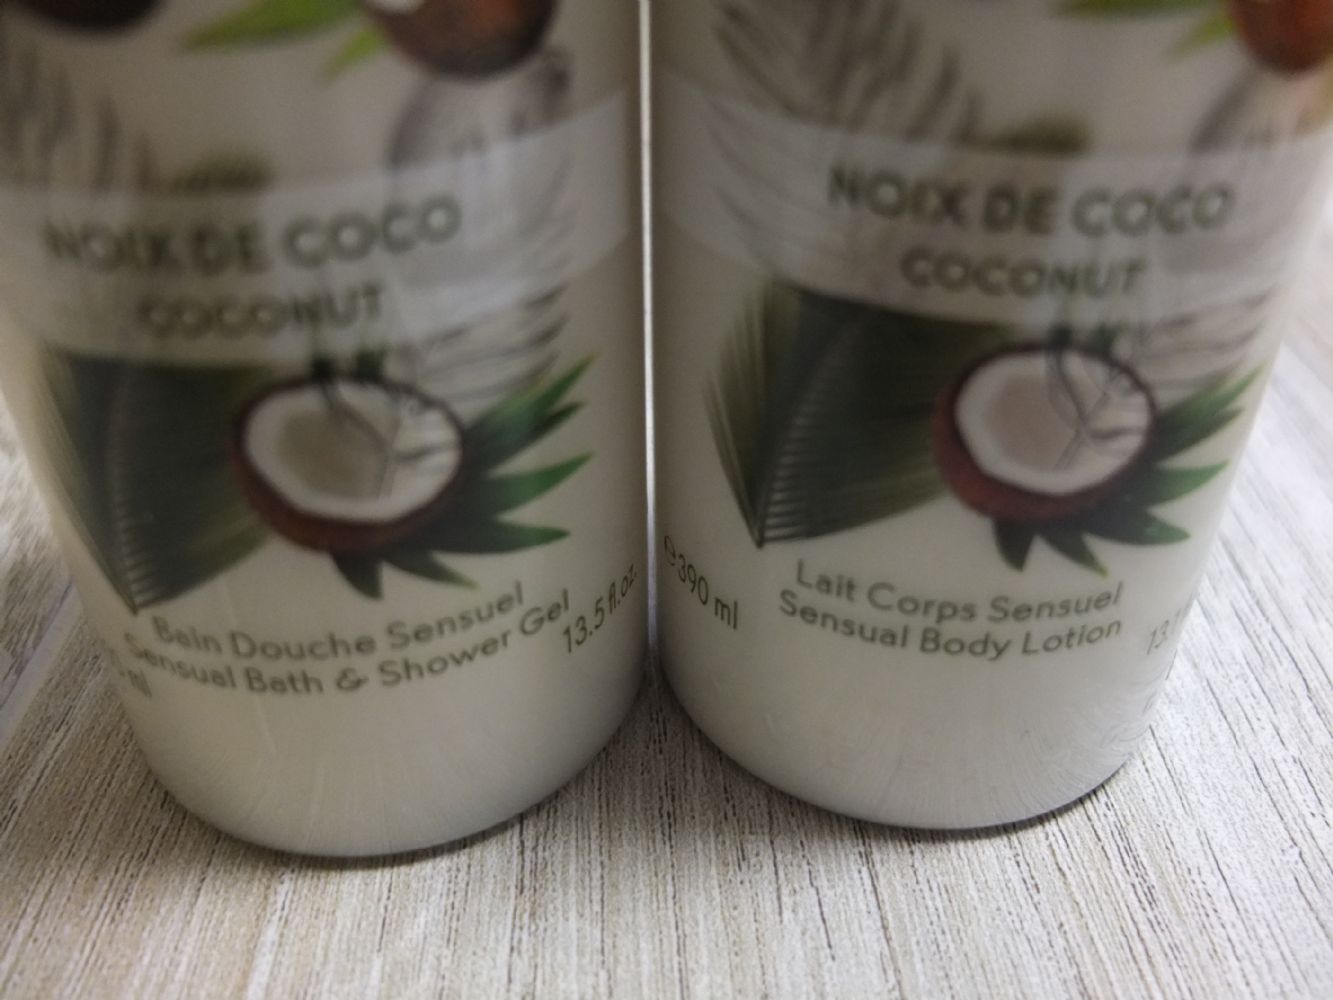 NOIX DE COCO
COCONUT
Bain Douche Sensuel
Sensual Bath & Shower Gel
ml
13.5 fl.oz.
NOIX DE COCO
COCONUT
℮390 ml
Lait Corps Sensuel
Sensual Body Lotion